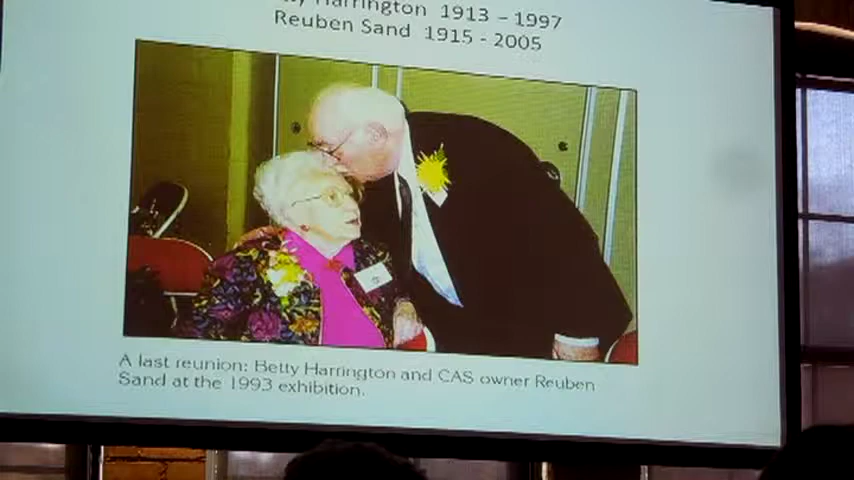 Harrington 1913 – 1997
Reuben Sand 1915 - 2005
A last reunion: Betty Harrington and CAS owner Reuben
Sand at the 1993 exhibition.